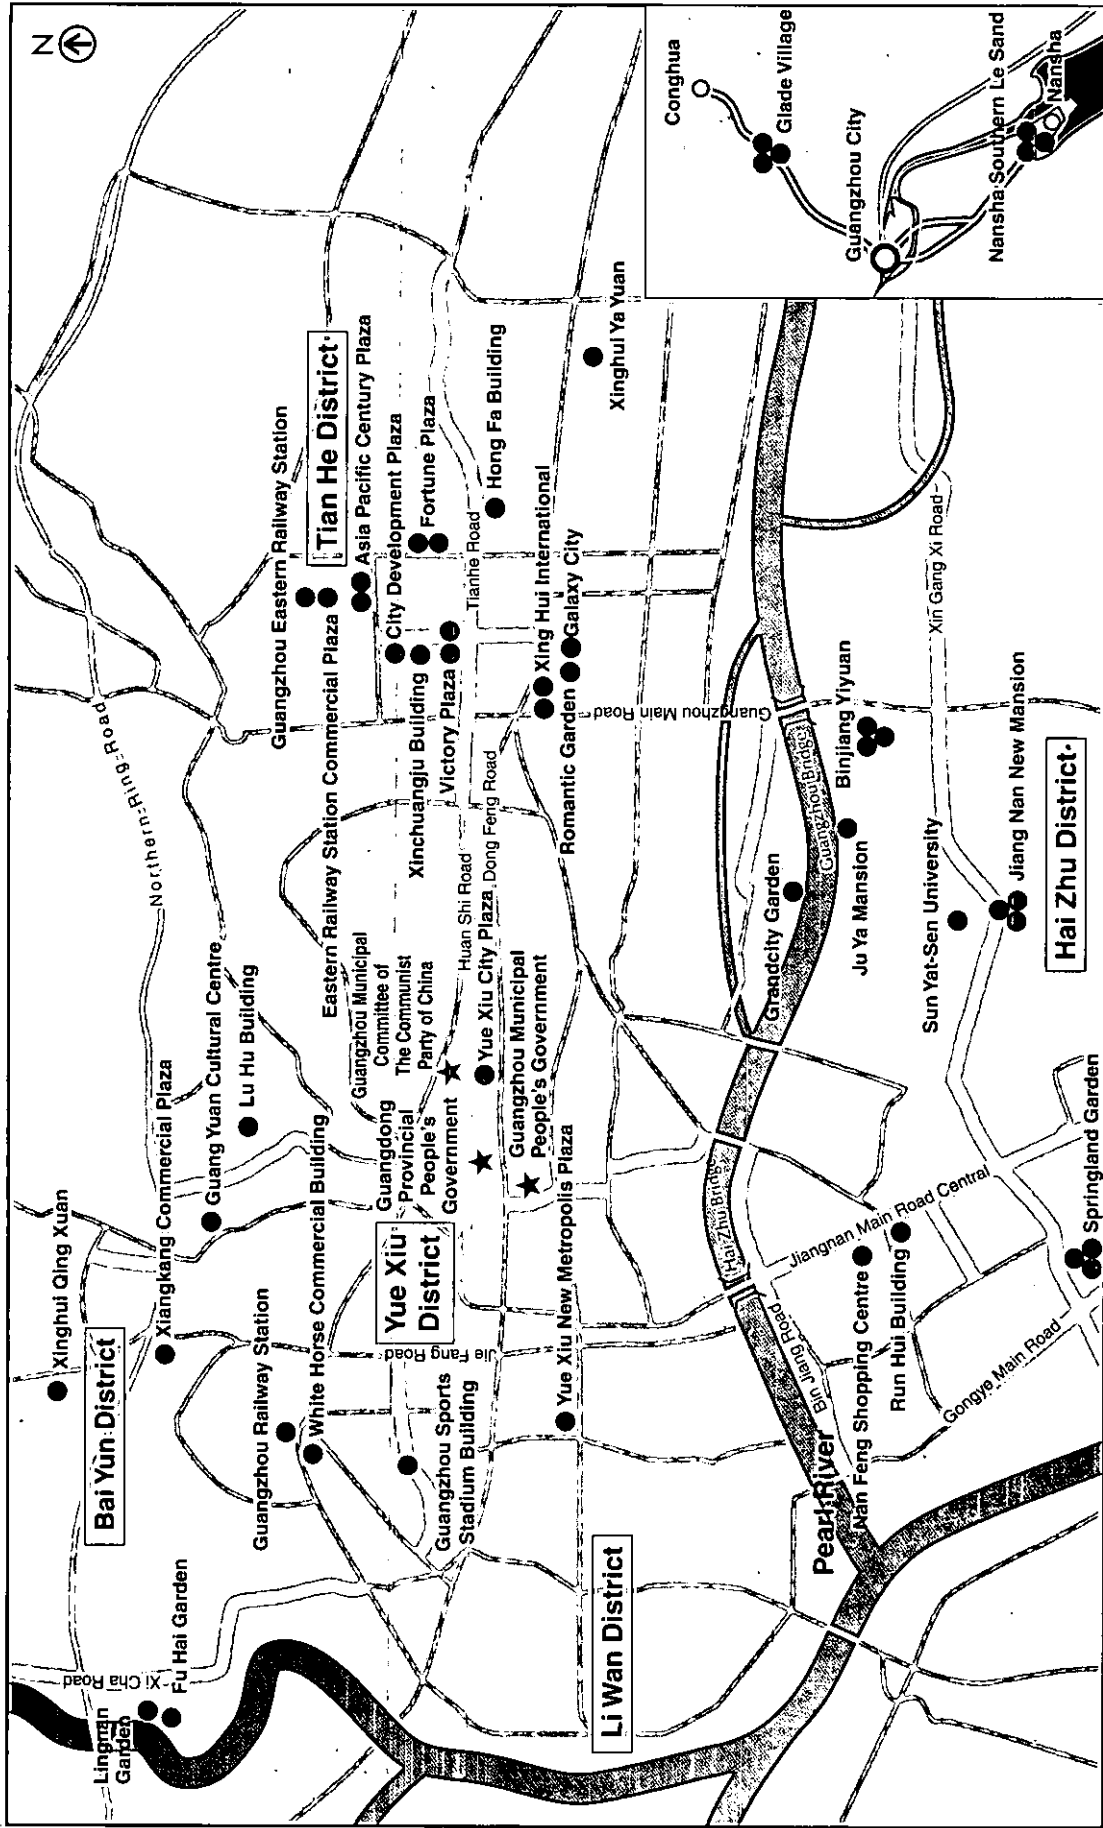 N
Xinghui Qing Xuan
Bai Yun District
Xiangkang Commercial Plaza
Guang Yuan Cultural Centre
Lu Hu Building
Northern Ring Road
Xi Cha Road
Lingnan
Garden
Fu Hai Garden
Guangzhou Railway Station
White Horse Commercial Building
Guangzhou Eastern Railway Station
Tian He District
Eastern Railway Station Commercial Plaza
Asia Pacific Century Plaza
City Development Plaza
Fortune Plaza
Xinchuangju Building
Victory Plaza
Tianhe Road
Hong Fa Building
Guangzhou Municipal
Committee of
The Communist
Party of China
Guangdong
Provincial
People's
Government
Yue Xiu
District
Jie Fang Road
Guangzhou Sports
Stadium Building
Huan Shi Road
Yue Xiu City Plaza
Dong Feng Road
Guangzhou Municipal
People's Government
Xing Hui International
Romantic Garden
Galaxy City
Xinghui Ya Yuan
Yue Xiu New Metropolis Plaza
Li Wan District
Guangzhou Main Road
Grandcity Garden
Guangzhou Bridge
Hai Zhu Bridge
Pearl River
Bin Jiang Road
Jiangnan Main Road Central
Nan Feng Shopping Centre
Run Hui Building
Gongye Main Road
Ju Ya Mansion
Binjiang Yiyuan
Sun Yat-Sen University
Xin Gang Xi Road
Jiang Nan New Mansion
Hai Zhu District
Springland Garden
Conghua
Glade Village
Guangzhou City
Nansha Southern Le Sand
Nansha